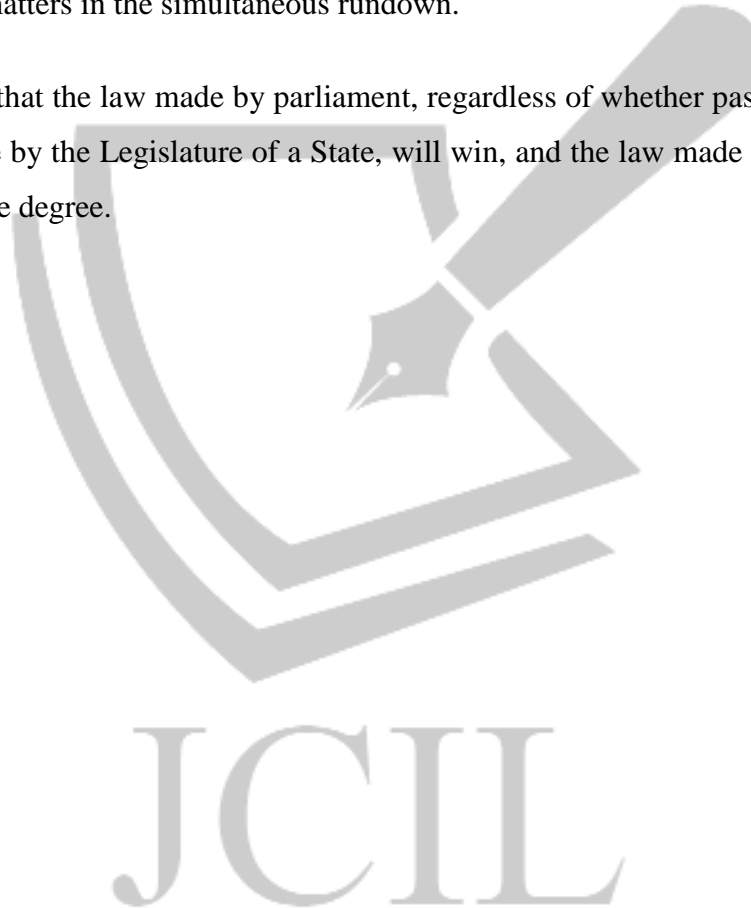 matters in the simultaneous rundown.
that the law made by parliament, regardless of whether pas
by the Legislature of a State, will win, and the law made
e degree.
JCIL